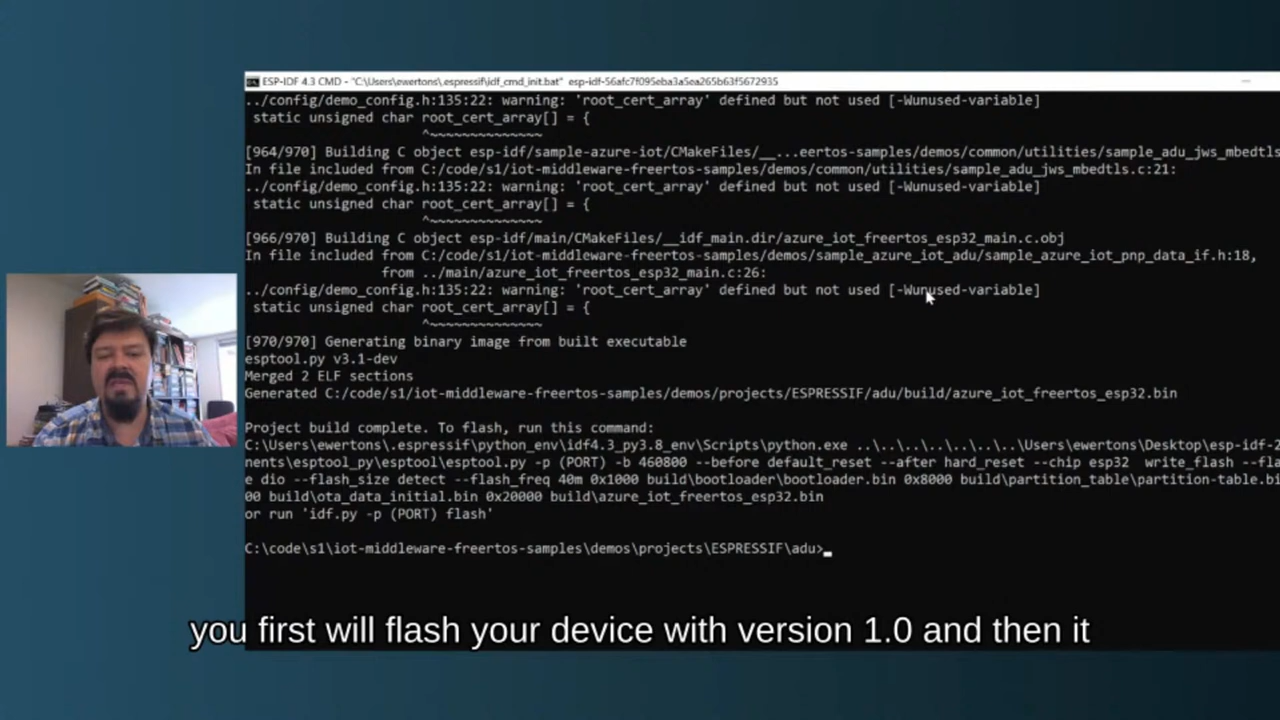 ESP-IDF 4.3 CMD - "C:\Users\ewertons\.espressif\idf_cmd_init.bat" esp-idf-56afc7f095eba3a5ea265b63f5672935
../config/demo_config.h:135:22: warning: 'root_cert_array' defined but not used [-Wunused-variable]
static unsigned char root_cert_array[] = {
^~~~~~~~~~~~~~~
[964/970] Building C object esp-idf/sample-azure-iot/CMakeFiles/__...eertos-samples/demos/common/utilities/sample_adu_jws_mbedtls
In file included from C:/code/s1/iot-middleware-freertos-samples/demos/common/utilities/sample_adu_jws_mbedtls.c:21:
../config/demo_config.h:135:22: warning: 'root_cert_array' defined but not used [-Wunused-variable]
static unsigned char root_cert_array[] = {
^~~~~~~~~~~~~~~
[966/970] Building C object esp-idf/main/CMakeFiles/__idf_main.dir/azure_iot_freertos_esp32_main.c.obj
In file included from C:/code/s1/iot-middleware-freertos-samples/demos/sample_azure_iot_adu/sample_azure_iot_pnp_data_if.h:18,
from ../main/azure_iot_freertos_esp32_main.c:26:
../config/demo_config.h:135:22: warning: 'root_cert_array' defined but not used [-Wunused-variable]
static unsigned char root_cert_array[] = {
^~~~~~~~~~~~~~~
[970/970] Generating binary image from built executable
esptool.py v3.1-dev
Merged 2 ELF sections
Generated C:/code/s1/iot-middleware-freertos-samples/demos/projects/ESPRESSIF/adu/build/azure_iot_freertos_esp32.bin
Project build complete. To flash, run this command:
C:\Users\ewertons\.espressif\python_env\idf4.3_py3.8_env\Scripts\python.exe ..\..\..\..\..\..\Users\ewertons\Desktop\esp-idf-2
nents\esptool_py\esptool\esptool.py -p (PORT) -b 460800 --before default_reset --after hard_reset --chip esp32 write_flash --fla
e dio --flash_size detect --flash_freq 40m 0x1000 build\bootloader\bootloader.bin 0x8000 build\partition_table\partition-table.bi
00 build\ota_data_initial.bin 0x20000 build\azure_iot_freertos_esp32.bin
or run 'idf.py -p (PORT) flash'
C:\code\s1\iot-middleware-freertos-samples\demos\projects\ESPRESSIF\adu>_
you first will flash your device with version 1.0 and then it